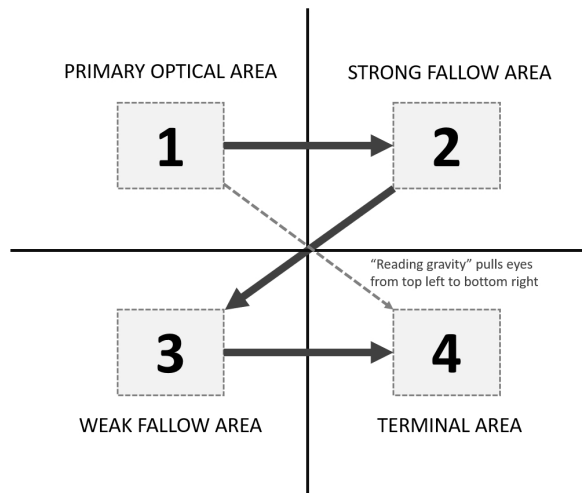 PRIMARY OPTICAL AREA
STRONG FALLOW AREA
1
2
“Reading gravity” pulls eyes
from top left to bottom right
3
4
WEAK FALLOW AREA
TERMINAL AREA